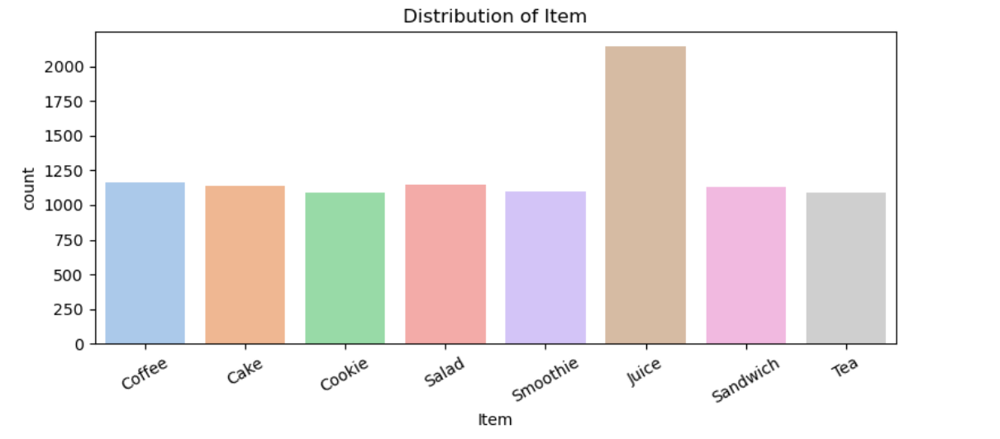 Distribution of Item
count
2000
1750
1500
1250
1000
750
500
250
0
Coffee
Cake
Cookie
Salad
Smoothie
Juice
Sandwich
Tea
Item